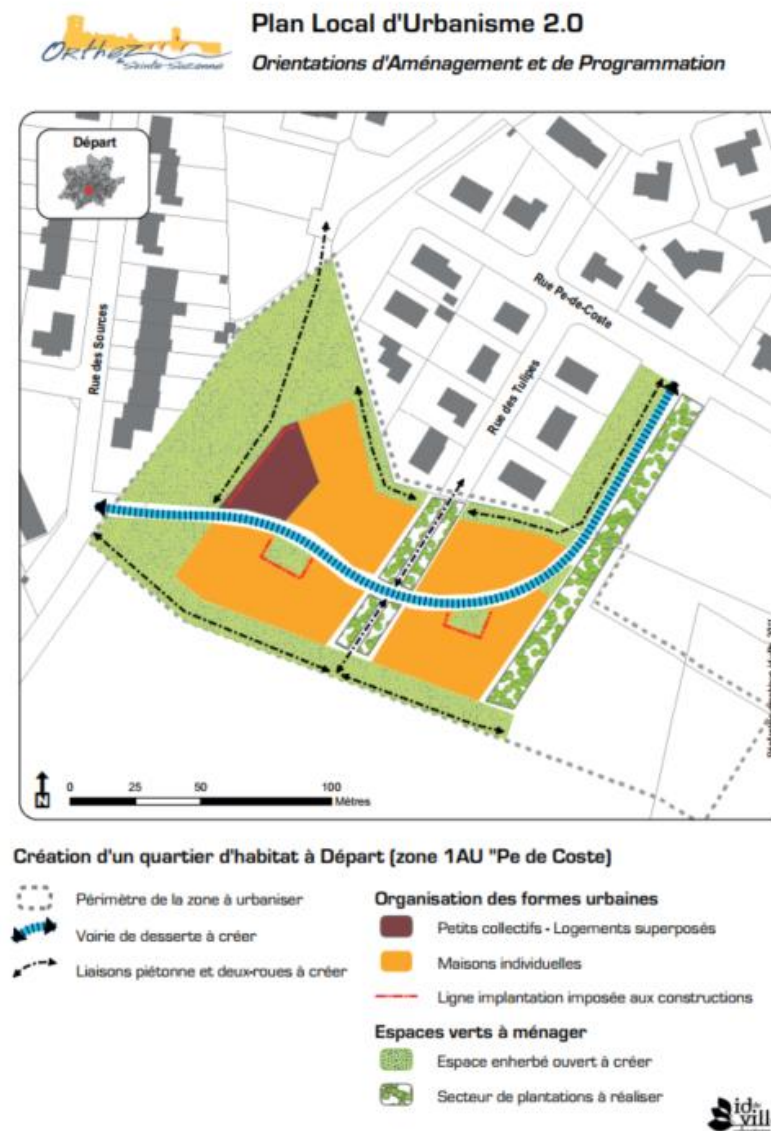 Orthez
Sainte-Suzanne
Plan Local d'Urbanisme 2.0
Orientations d'Aménagement et de Programmation
Départ
Rue des Sources
Rue Pe-de-Coste
Rue des Tulipes
N
0 25 50 100
Mètres
Création d'un quartier d'habitat à Départ (zone 1AU "Pe de Coste)
Périmètre de la zone à urbaniser
Voirie de desserte à créer
Liaisons piétonne et deux-roues à créer
Organisation des formes urbaines
Petits collectifs - Logements superposés
Maisons individuelles
Ligne implantation imposée aux constructions
Espaces verts à ménager
Espace enherbé ouvert à créer
Secteur de plantations à réaliser
id de
ville